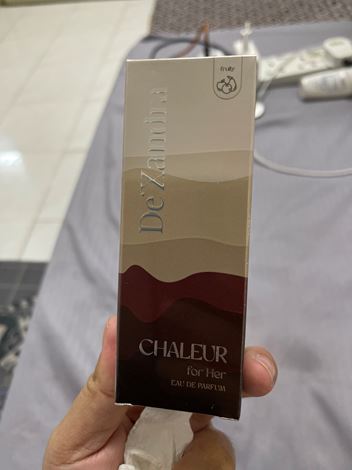 fruity
De'Zandra
CHALEUR
for Her
EAU DE PARFUM